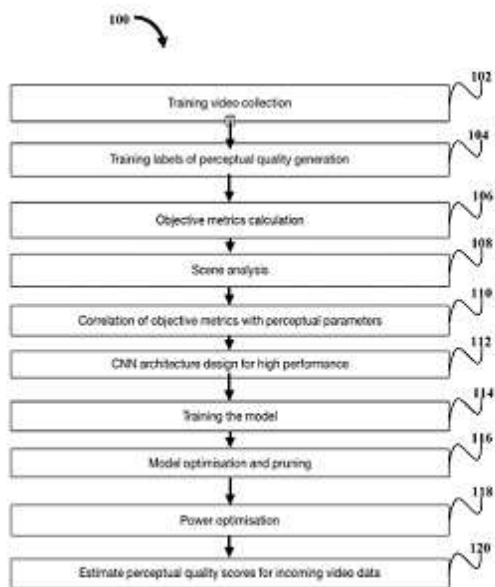 100
102
Training video collection
104
Training labels of perceptual quality generation
106
Objective metrics calculation
108
Scene analysis
110
Correlation of objective metrics with perceptual parameters
112
CNN architecture design for high performance
114
Training the model
116
Model optimisation and pruning
118
Power optimisation
120
Estimate perceptual quality scores for incoming video data